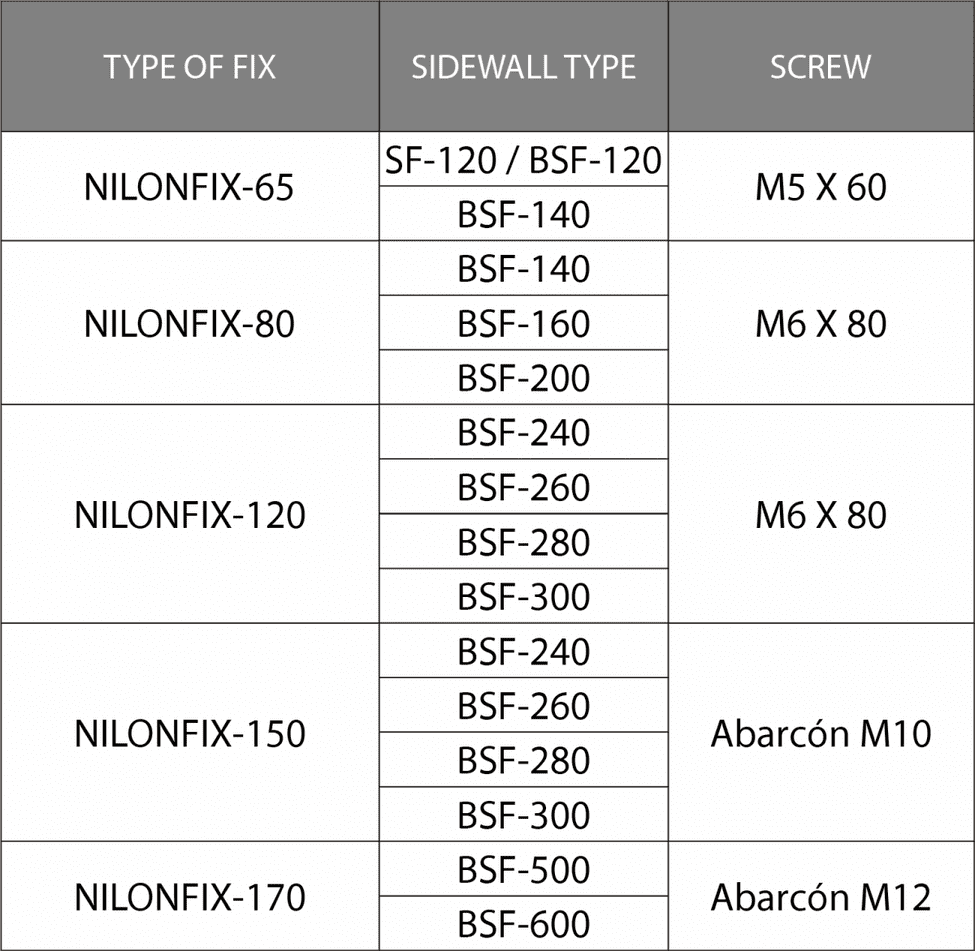 TYPE OF FIX SIDEWALL TYPE SCREW
SF-120 / BSF-120
NILONFIX-65 M5 X 60
BSF-140
BSF-140
NILONFIX-80 BSF-160 M6 X 80
BSF-200
BSF-240
BSF-260
NILONFIX-120 M6 X 80
BSF-280
BSF-300
BSF-240
BSF-260
NILONFIX-150 Abarcón M10
BSF-280
BSF-300
BSF-500
NILONFIX-170 Abarcón M12
BSF-600